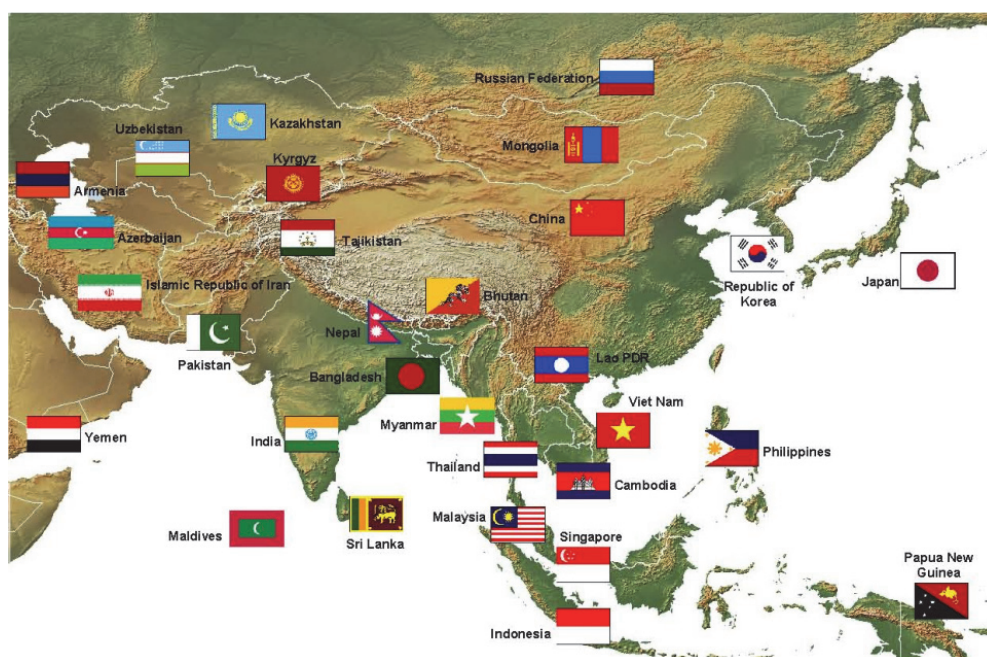 Russian Federation
Kazakhstan
Uzbekistan
Mongolia
Kyrgyz
Armenia
China
Azerbaijan
Tajikistan
Islamic Republic of Iran
Republic of
Korea
Japan
Bhutan
Nepal
Pakistan
Lao PDR
Bangladesh
Viet Nam
Myanmar
Yemen
India
Thailand
Philippines
Cambodia
Malaysia
Maldives
Sri Lanka
Singapore
Papua New
Guinea
Indonesia